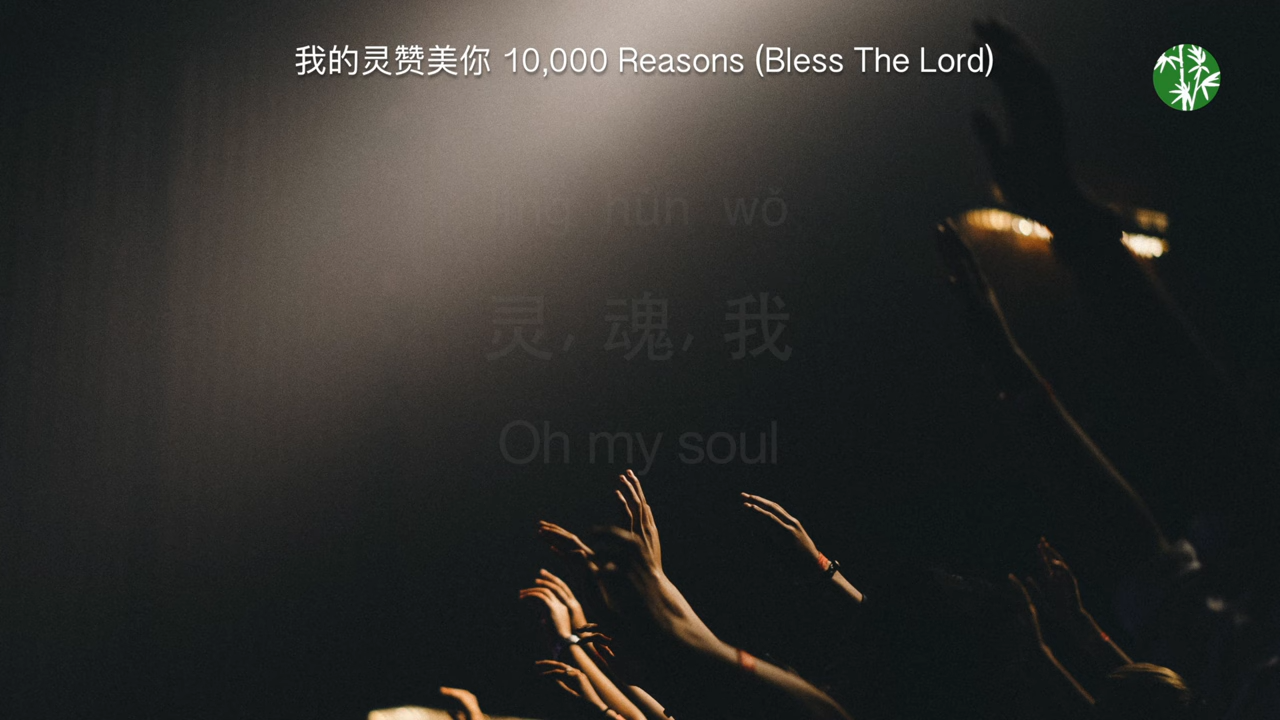 我的灵赞美你 10,000 Reasons (Bless The Lord)
líng hún wǒ
灵，魂，我
Oh my soul